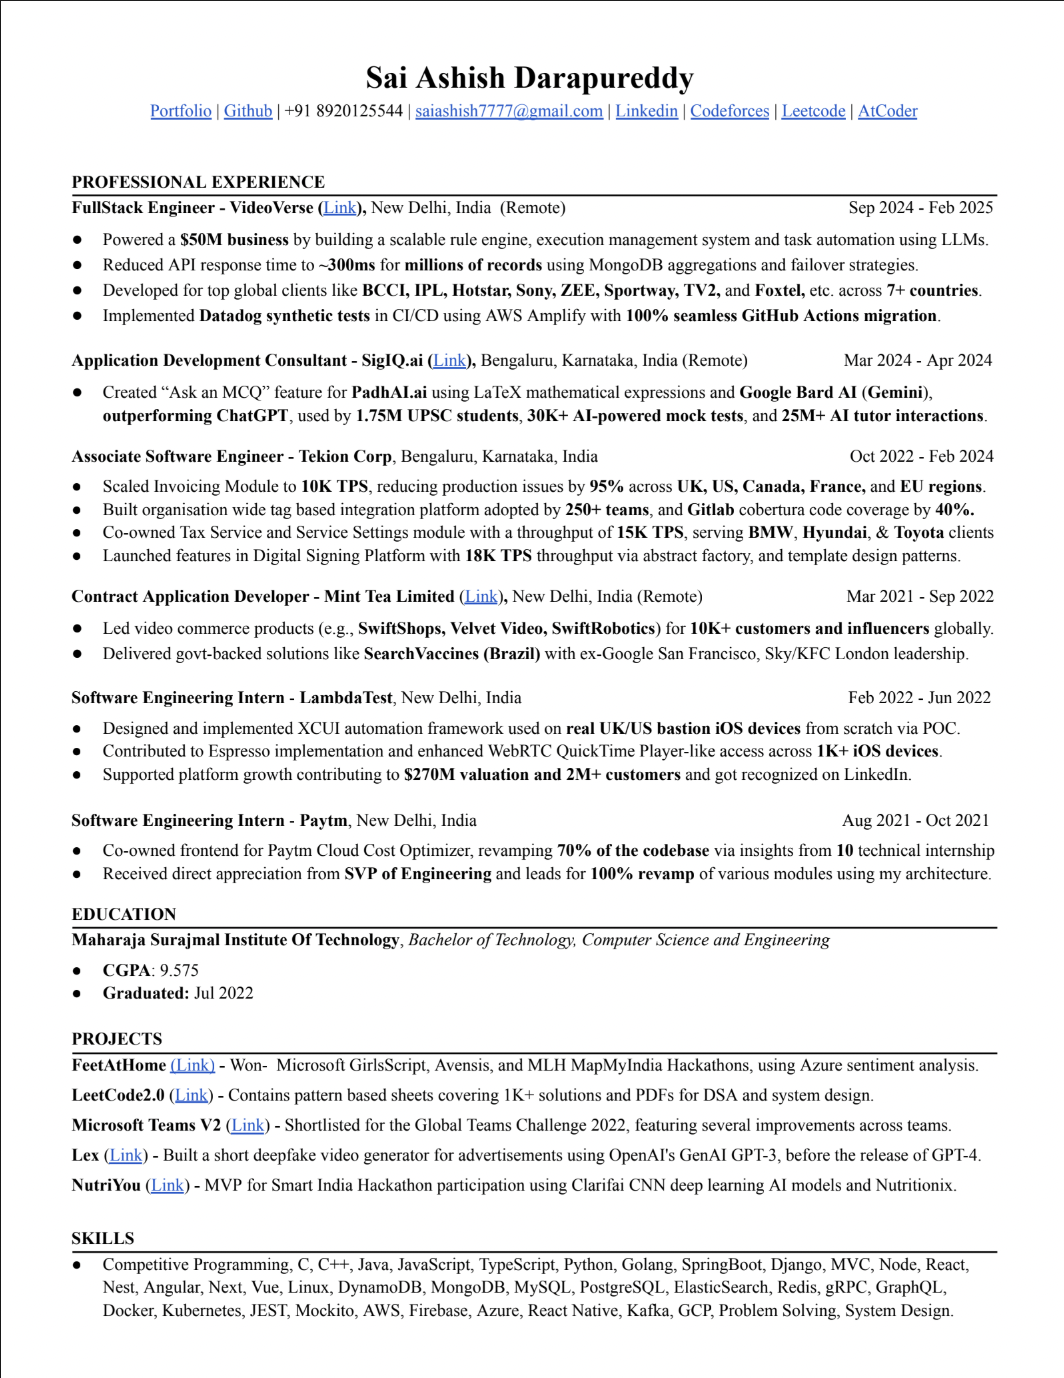 Sai Ashish Darapureddy
Portfolio | Github | +91 8920125544 | saiashish7777@gmail.com | Linkedin | Codeforces | Leetcode | AtCoder
PROFESSIONAL EXPERIENCE
FullStack Engineer - VideoVerse (Link), New Delhi, India (Remote) Sep 2024 - Feb 2025
● Powered a $50M business by building a scalable rule engine, execution management system and task automation using LLMs.
● Reduced API response time to ~300ms for millions of records using MongoDB aggregations and failover strategies.
● Developed for top global clients like BCCI, IPL, Hotstar, Sony, ZEE, Sportway, TV2, and Foxtel, etc. across 7+ countries.
● Implemented Datadog synthetic tests in CI/CD using AWS Amplify with 100% seamless GitHub Actions migration.
Application Development Consultant - SigIQ.ai (Link), Bengaluru, Karnataka, India (Remote) Mar 2024 - Apr 2024
● Created “Ask an MCQ” feature for PadhAI.ai using LaTeX mathematical expressions and Google Bard AI (Gemini),
outperforming ChatGPT, used by 1.75M UPSC students, 30K+ AI-powered mock tests, and 25M+ AI tutor interactions.
Associate Software Engineer - Tekion Corp, Bengaluru, Karnataka, India Oct 2022 - Feb 2024
● Scaled Invoicing Module to 10K TPS, reducing production issues by 95% across UK, US, Canada, France, and EU regions.
● Built organisation wide tag based integration platform adopted by 250+ teams, and Gitlab cobertura code coverage by 40%.
● Co-owned Tax Service and Service Settings module with a throughput of 15K TPS, serving BMW, Hyundai, & Toyota clients
● Launched features in Digital Signing Platform with 18K TPS throughput via abstract factory, and template design patterns.
Contract Application Developer - Mint Tea Limited (Link), New Delhi, India (Remote) Mar 2021 - Sep 2022
● Led video commerce products (e.g., SwiftShops, Velvet Video, SwiftRobotics) for 10K+ customers and influencers globally.
● Delivered govt-backed solutions like SearchVaccines (Brazil) with ex-Google San Francisco, Sky/KFC London leadership.
Software Engineering Intern - LambdaTest, New Delhi, India Feb 2022 - Jun 2022
● Designed and implemented XCUI automation framework used on real UK/US bastion iOS devices from scratch via POC.
● Contributed to Espresso implementation and enhanced WebRTC QuickTime Player-like access across 1K+ iOS devices.
● Supported platform growth contributing to $270M valuation and 2M+ customers and got recognized on LinkedIn.
Software Engineering Intern - Paytm, New Delhi, India Aug 2021 - Oct 2021
● Co-owned frontend for Paytm Cloud Cost Optimizer, revamping 70% of the codebase via insights from 10 technical internship
● Received direct appreciation from SVP of Engineering and leads for 100% revamp of various modules using my architecture.
EDUCATION
Maharaja Surajmal Institute Of Technology, Bachelor of Technology, Computer Science and Engineering
● CGPA: 9.575
● Graduated: Jul 2022
PROJECTS
FeetAtHome (Link) - Won- Microsoft GirlsScript, Avensis, and MLH MapMyIndia Hackathons, using Azure sentiment analysis.
LeetCode2.0 (Link) - Contains pattern based sheets covering 1K+ solutions and PDFs for DSA and system design.
Microsoft Teams V2 (Link) - Shortlisted for the Global Teams Challenge 2022, featuring several improvements across teams.
Lex (Link) - Built a short deepfake video generator for advertisements using OpenAI's GenAI GPT-3, before the release of GPT-4.
NutriYou (Link) - MVP for Smart India Hackathon participation using Clarifai CNN deep learning AI models and Nutritionix.
SKILLS
● Competitive Programming, C, C++, Java, JavaScript, TypeScript, Python, Golang, SpringBoot, Django, MVC, Node, React,
Nest, Angular, Next, Vue, Linux, DynamoDB, MongoDB, MySQL, PostgreSQL, ElasticSearch, Redis, gRPC, GraphQL,
Docker, Kubernetes, JEST, Mockito, AWS, Firebase, Azure, React Native, Kafka, GCP, Problem Solving, System Design.